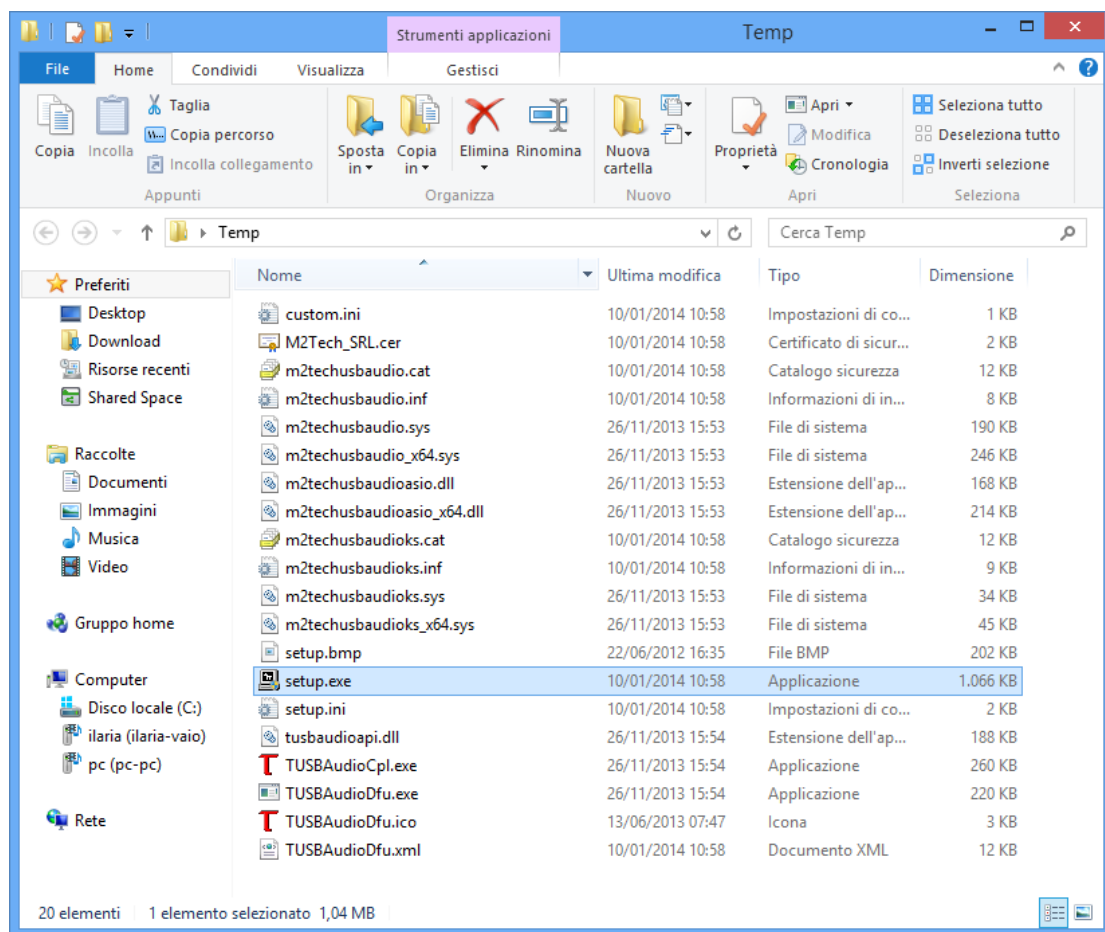 Strumenti applicazioni
Temp
File Home Condividi Visualizza Gestisci
Copia
Incolla
Taglia
Copia percorso
Incolla collegamento
Appunti
Sposta in
Copia in
Elimina
Rinomina
Organizza
Nuova cartella
Nuovo
Proprietà
Apri
Modifica
Cronologia
Apri
Seleziona tutto
Deseleziona tutto
Inverti selezione
Seleziona
Temp
Cerca Temp
Preferiti
Desktop
Download
Risorse recenti
Shared Space
Raccolte
Documenti
Immagini
Musica
Video
Gruppo home
Computer
Disco locale (C:)
ilaria (ilaria-vaio)
pc (pc-pc)
Rete
Nome Ultima modifica Tipo Dimensione
custom.ini 10/01/2014 10:58 Impostazioni di co... 1 KB
M2Tech_SRL.cer 10/01/2014 10:58 Certificato di sicur... 2 KB
m2techusbaudio.cat 10/01/2014 10:58 Catalogo sicurezza 12 KB
m2techusbaudio.inf 10/01/2014 10:58 Informazioni di in... 8 KB
m2techusbaudio.sys 26/11/2013 15:53 File di sistema 190 KB
m2techusbaudio_x64.sys 26/11/2013 15:53 File di sistema 246 KB
m2techusbaudioasio.dll 26/11/2013 15:53 Estensione dell'ap... 168 KB
m2techusbaudioasio_x64.dll 26/11/2013 15:53 Estensione dell'ap... 214 KB
m2techusbaudioks.cat 10/01/2014 10:58 Catalogo sicurezza 12 KB
m2techusbaudioks.inf 10/01/2014 10:58 Informazioni di in... 9 KB
m2techusbaudioks.sys 26/11/2013 15:53 File di sistema 34 KB
m2techusbaudioks_x64.sys 26/11/2013 15:53 File di sistema 45 KB
setup.bmp 22/06/2012 16:35 File BMP 202 KB
setup.exe 10/01/2014 10:58 Applicazione 1.066 KB
setup.ini 10/01/2014 10:58 Impostazioni di co... 2 KB
tusbaudioapi.dll 26/11/2013 15:54 Estensione dell'ap... 188 KB
TUSBAudioCpl.exe 26/11/2013 15:54 Applicazione 260 KB
TUSBAudioDfu.exe 26/11/2013 15:54 Applicazione 220 KB
TUSBAudioDfu.ico 13/06/2013 07:47 Icona 3 KB
TUSBAudioDfu.xml 10/01/2014 10:58 Documento XML 12 KB
20 elementi 1 elemento selezionato 1,04 MB